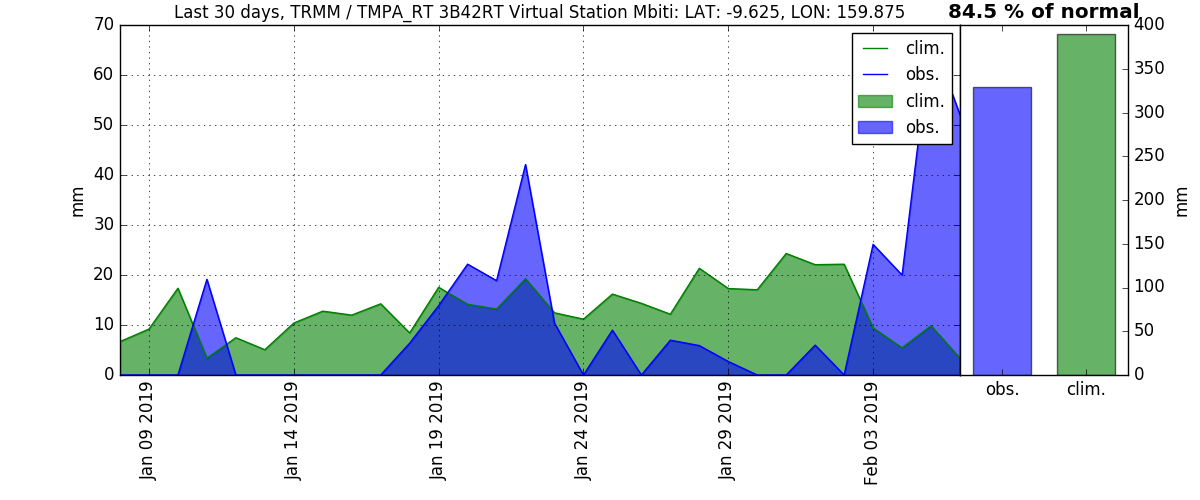 Last 30 days, TRMM / TMPA_RT 3B42RT Virtual Station Mbiti: LAT: -9.625, LON: 159.875
84.5 % of normal
70
60
50
40
30
20
10
0
mm
clim.
obs.
clim.
obs.
400
350
300
250
200
150
100
50
0
mm
Jan 09 2019
Jan 14 2019
Jan 19 2019
Jan 24 2019
Jan 29 2019
Feb 03 2019
obs.
clim.